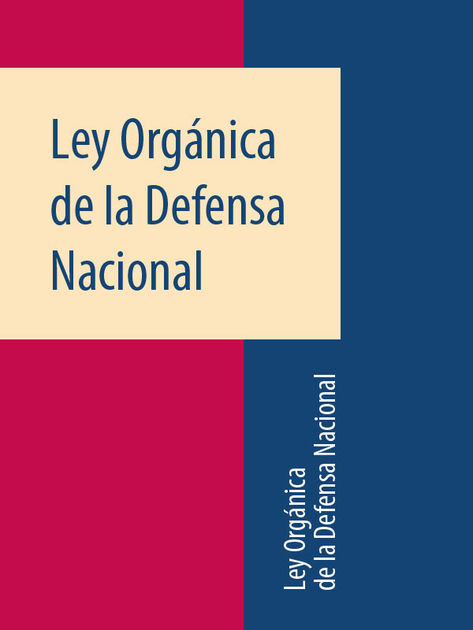 Ley Orgánica
de la Defensa
Nacional
Ley Orgánica
de la Defensa Nacional